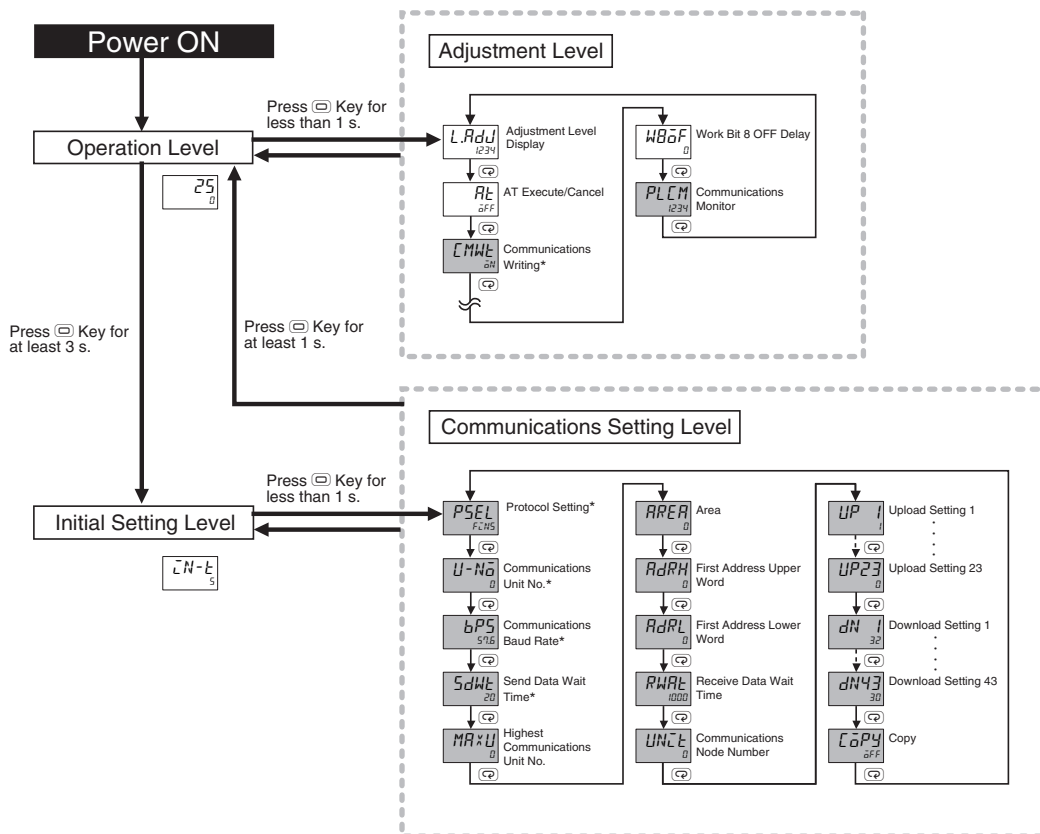 Power ON
Operation Level
25
0
Press Key for
less than 1 s.
Press Key for
at least 3 s.
Press Key for
at least 1 s.
Initial Setting Level
IN-t
5
Press Key for
less than 1 s.
Adjustment Level
L.AdJ
1234
Adjustment Level
Display
At
OFF
AT Execute/Cancel
CMWt
ON
Communications
Writing*
W8OF
0
Work Bit 8 OFF Delay
PLCM
1234
Communications
Monitor
Communications Setting Level
PSEL
FINS
Protocol Setting*
U-NO
0
Communications
Unit No.*
bPS
57.6
Communications
Baud Rate*
SdWt
20
Send Data Wait
Time*
MAXU
0
Highest
Communications
Unit No.
AREA
0
Area
AdRH
0
First Address Upper
Word
AdRL
0
First Address Lower
Word
RWAt
1000
Receive Data Wait
Time
UNIt
0
Communications
Node Number
UP 1
1
Upload Setting 1
UP23
0
Upload Setting 23
dN 1
32
Download Setting 1
dN43
30
Download Setting 43
COPY
OFF
Copy